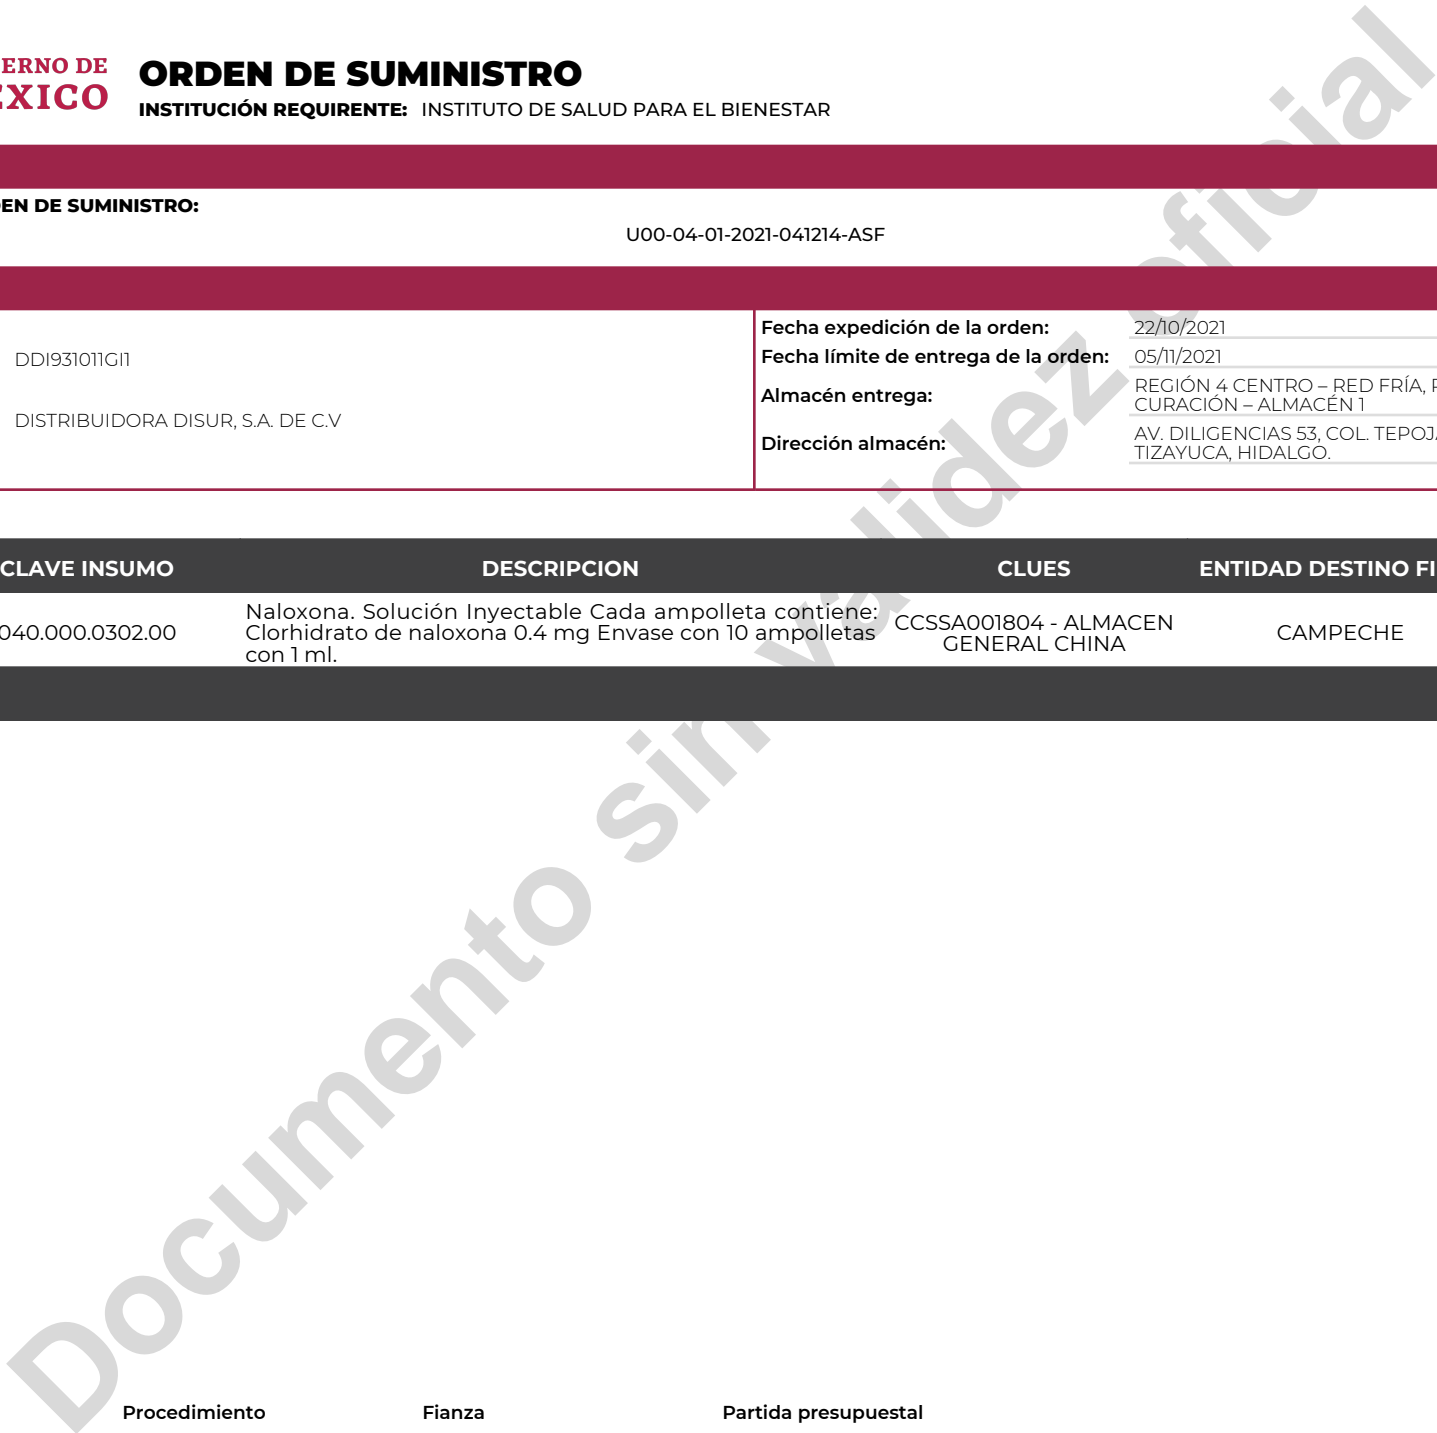 ERNO DE
ÉXICO
ORDEN DE SUMINISTRO
INSTITUCIÓN REQUIRENTE: INSTITUTO DE SALUD PARA EL BIENESTAR
EN DE SUMINISTRO:
U00-04-01-2021-041214-ASF
DDI931011GI1
DISTRIBUIDORA DISUR, S.A. DE C.V
Fecha expedición de la orden: 22/10/2021
Fecha límite de entrega de la orden: 05/11/2021
Almacén entrega: REGIÓN 4 CENTRO – RED FRÍA,
CURACIÓN – ALMACÉN 1
Dirección almacén: AV. DILIGENCIAS 53, COL. TEPOJ
TIZAYUCA, HIDALGO.
CLAVE INSUMO DESCRIPCION CLUES ENTIDAD DESTINO FI
040.000.0302.00
Naloxona. Solución Inyectable Cada ampolleta contiene:
Clorhidrato de naloxona 0.4 mg Envase con 10 ampolletas
con 1 ml.
CCSSA001804 - ALMACEN
GENERAL CHINA
CAMPECHE
Documento sin validez oficial
Procedimiento Fianza Partida presupuestal